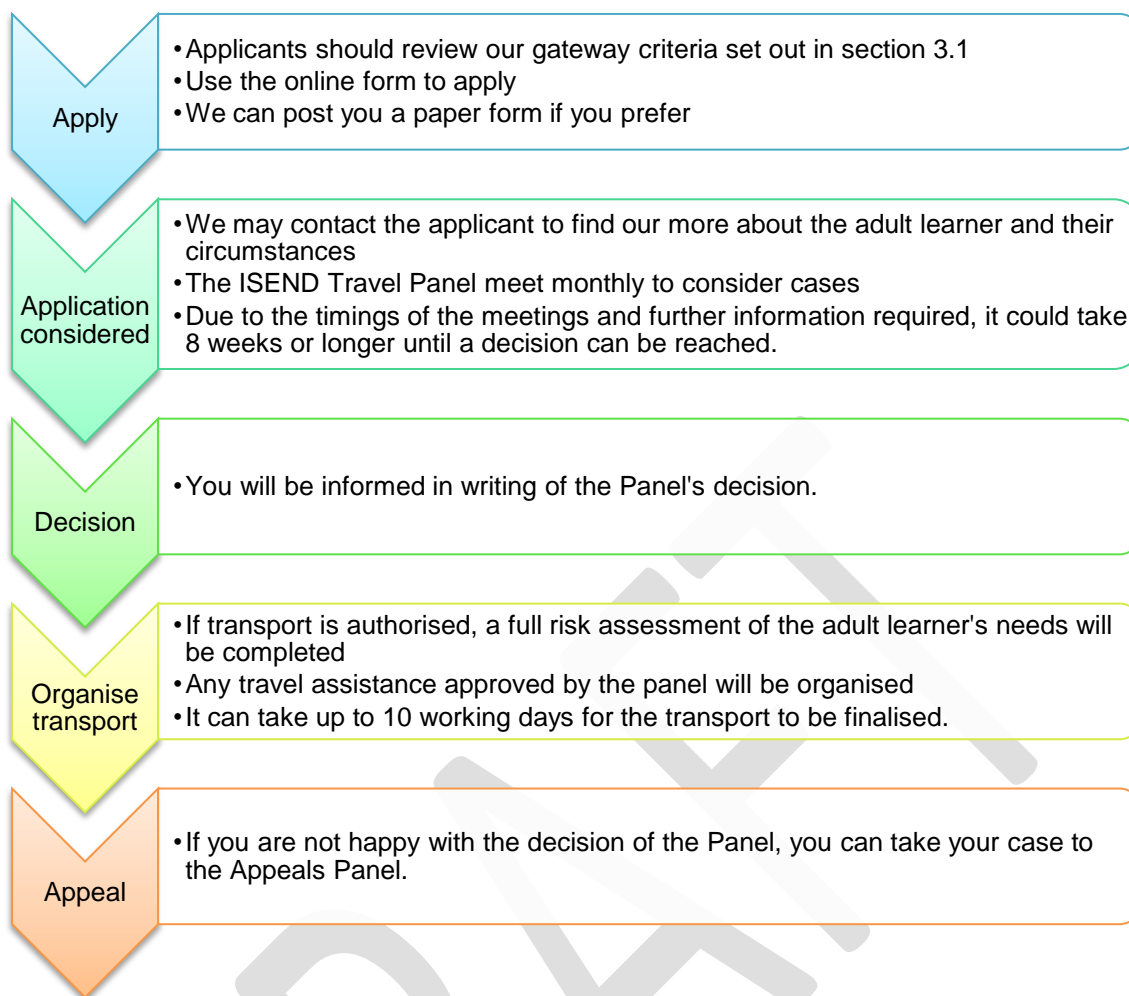 Apply
•Applicants should review our gateway criteria set out in section 3.1
•Use the online form to apply
•We can post you a paper form if you prefer
Application
considered
•We may contact the applicant to find our more about the adult learner and their
circumstances
•The ISEND Travel Panel meet monthly to consider cases
•Due to the timings of the meetings and further information required, it could take
8 weeks or longer until a decision can be reached.
Decision
•You will be informed in writing of the Panel's decision.
Organise
transport
•If transport is authorised, a full risk assessment of the adult learner's needs will
be completed
•Any travel assistance approved by the panel will be organised
•It can take up to 10 working days for the transport to be finalised.
Appeal
•If you are not happy with the decision of the Panel, you can take your case to
the Appeals Panel.
DRAFT